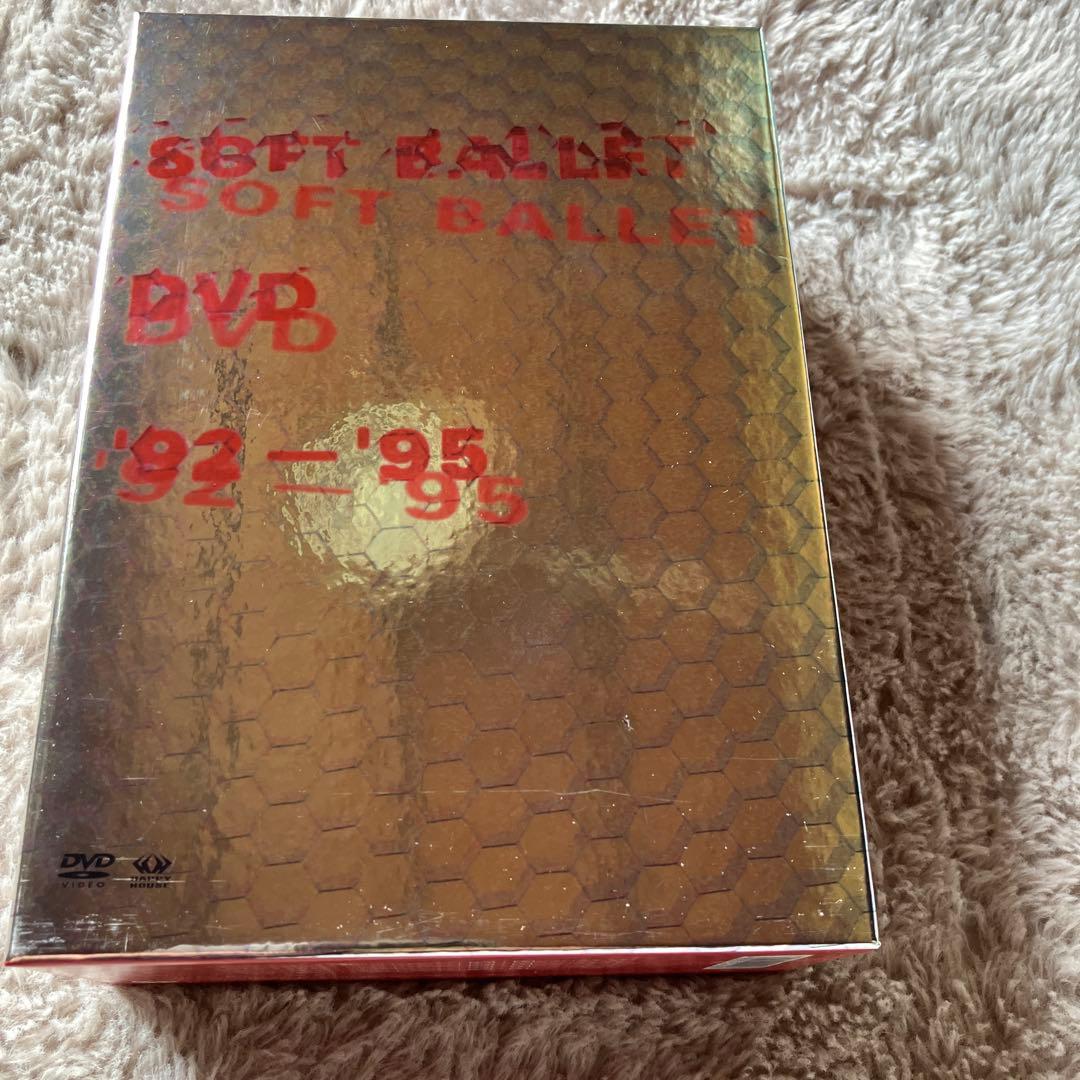 SOFT BALLET
SOFT BALLET
DVD
DVD
'92 — '95
'92 — '95
DVD
VIDEO
HAPPY
HOUSE